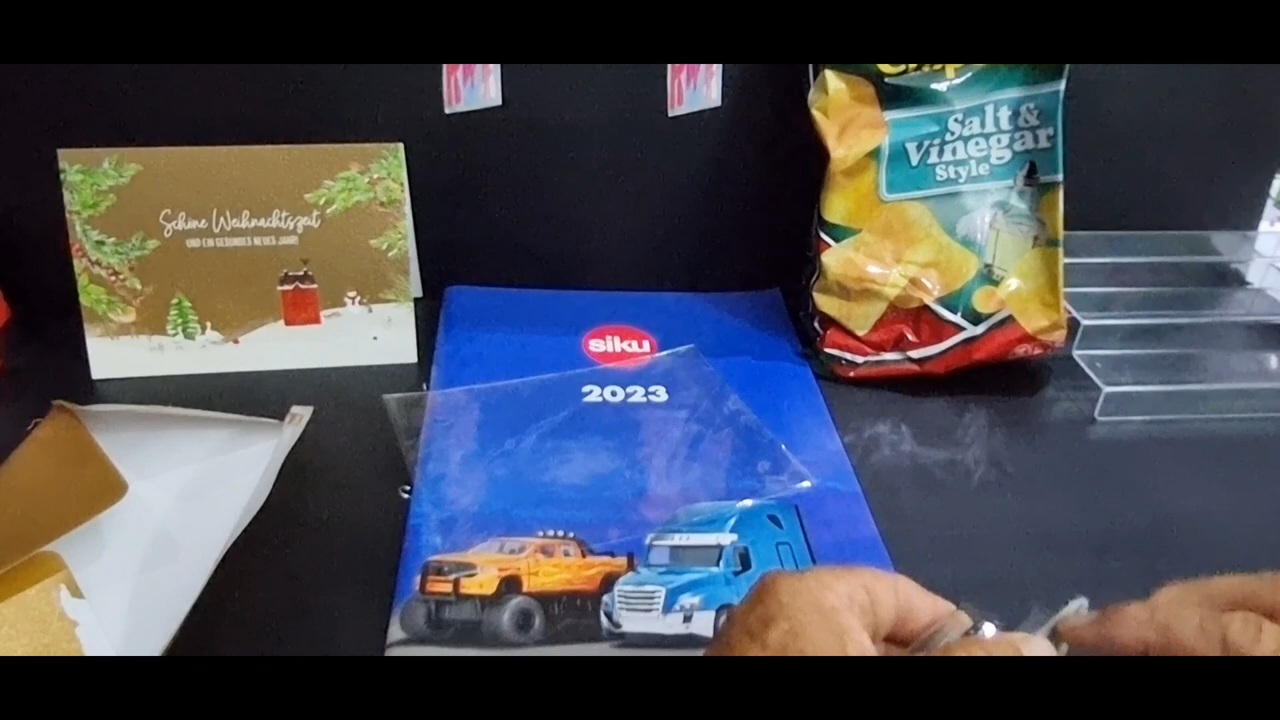 Schöne Weihnachtszeit
UND EIN GESUNDES NEUES JAHR!
siku
2023
Salt &
Vinegar
Style